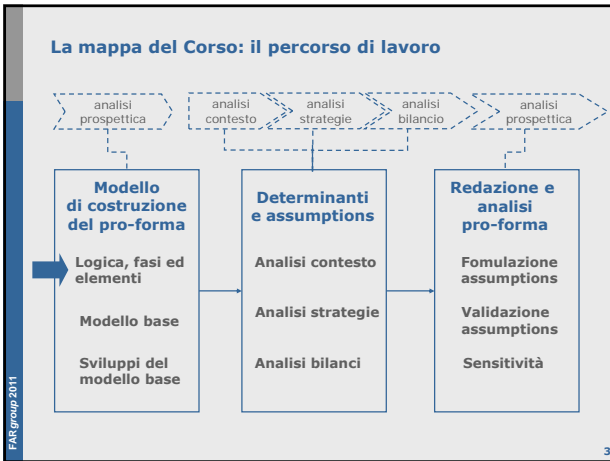 La mappa del Corso: il percorso di lavoro
analisi
prospettica
analisi
contesto
analisi
strategie
analisi
bilancio
analisi
prospettica
Modello
di costruzione
del pro-forma
Logica, fasi ed
elementi
Modello base
Sviluppi del
modello base
Determinanti
e assumptions
Analisi contesto
Analisi strategie
Analisi bilanci
Redazione e
analisi
pro-forma
Fomulazione
assumptions
Validazione
assumptions
Sensitività
FARgroup 2011
3